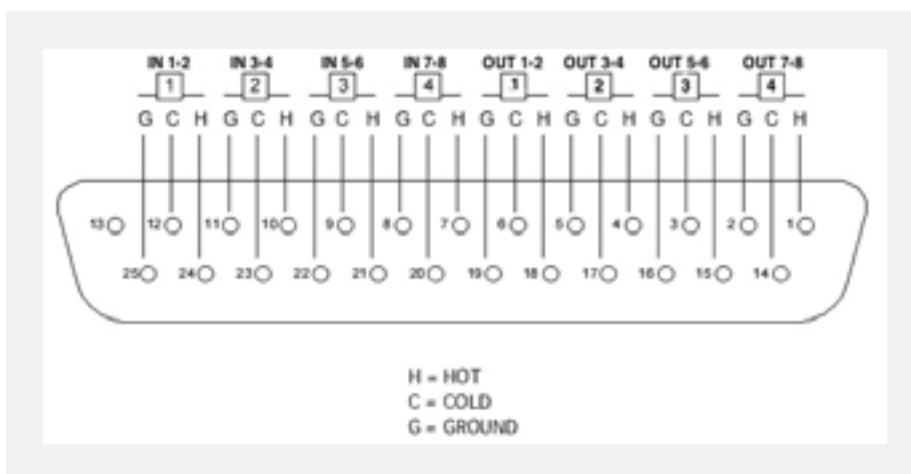 IN 1-2 IN 3-4 IN 5-6 IN 7-8 OUT 1-2 OUT 3-4 OUT 5-6 OUT 7-8
1 2 3 4 1 2 3 4
G C H G C H G C H G C H G C H G C H G C H G C H
13 12 11 10 9 8 7 6 5 4 3 2 1
25 24 23 22 21 20 19 18 17 16 15 14
H = HOT
C = COLD
G = GROUND